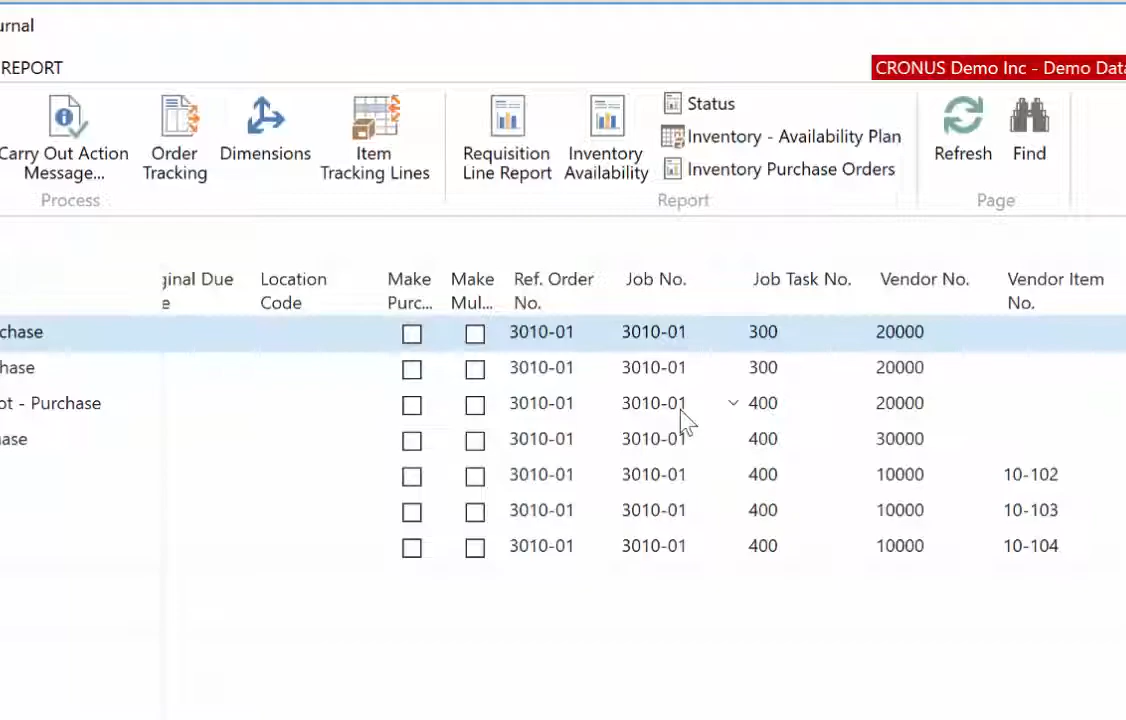 urnal
REPORT
CRONUS Demo Inc - Demo Data
Carry Out Action
Message...
Order
Tracking
Dimensions
Item
Tracking Lines
Process
Requisition
Line Report
Inventory
Availability
Status
Inventory - Availability Plan
Inventory Purchase Orders
Report
Refresh
Find
Page
ginal Due
e
Location
Code
Make
Purc...
Make
Mul...
Ref. Order
No.
Job No.
Job Task No.
Vendor No.
Vendor Item
No.
chase 3010-01 3010-01 300 20000
hase 3010-01 3010-01 300 20000
ot - Purchase 3010-01 3010-01 400 20000
ase 3010-01 3010-01 400 30000
3010-01 3010-01 400 10000 10-102
3010-01 3010-01 400 10000 10-103
3010-01 3010-01 400 10000 10-104